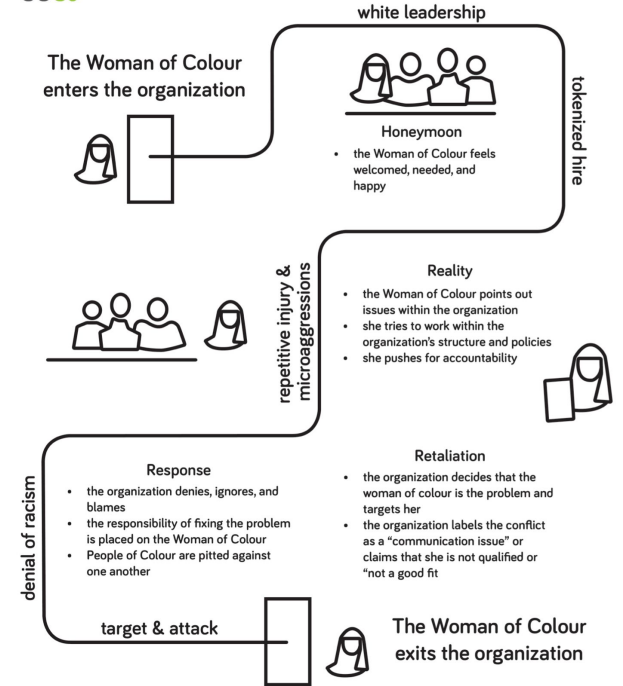 white leadership
The Woman of Colour
enters the organization
tokenized hire
Honeymoon
• the Woman of Colour feels
welcomed, needed, and
happy
repetitive injury &
microaggressions
Reality
• the Woman of Colour points out
issues within the organization
• she tries to work within the
organization's structure and policies
• she pushes for accountability
denial of racism
Response
• the organization denies, ignores, and
blames
• the responsibility of fixing the problem
is placed on the Woman of Colour
• People of Colour are pitted against
one another
Retaliation
• the organization decides that the
woman of colour is the problem and
targets her
• the organization labels the conflict
as a “communication issue” or
claims that she is not qualified or
“not a good fit
target & attack
The Woman of Colour
exits the organization